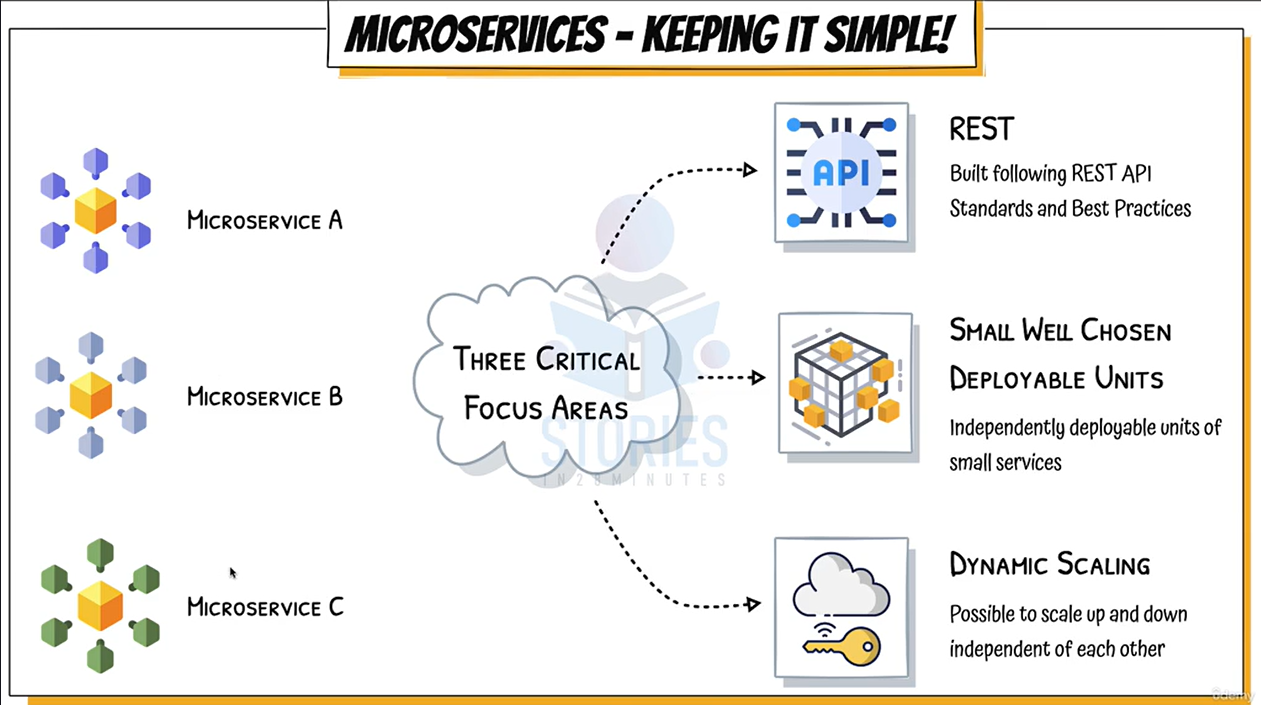 MICROSERVICES - KEEPING IT SIMPLE!
MICROSERVICE A
MICROSERVICE B
MICROSERVICE C
THREE CRITICAL
FOCUS AREAS
STORIES
IN28MINUTES
API
REST
Built following REST API
Standards and Best Practices
SMALL WELL CHOSEN
DEPLOYABLE UNITS
Independently deployable units of
small services
DYNAMIC SCALING
Possible to scale up and down
independent of each other
ûdemy